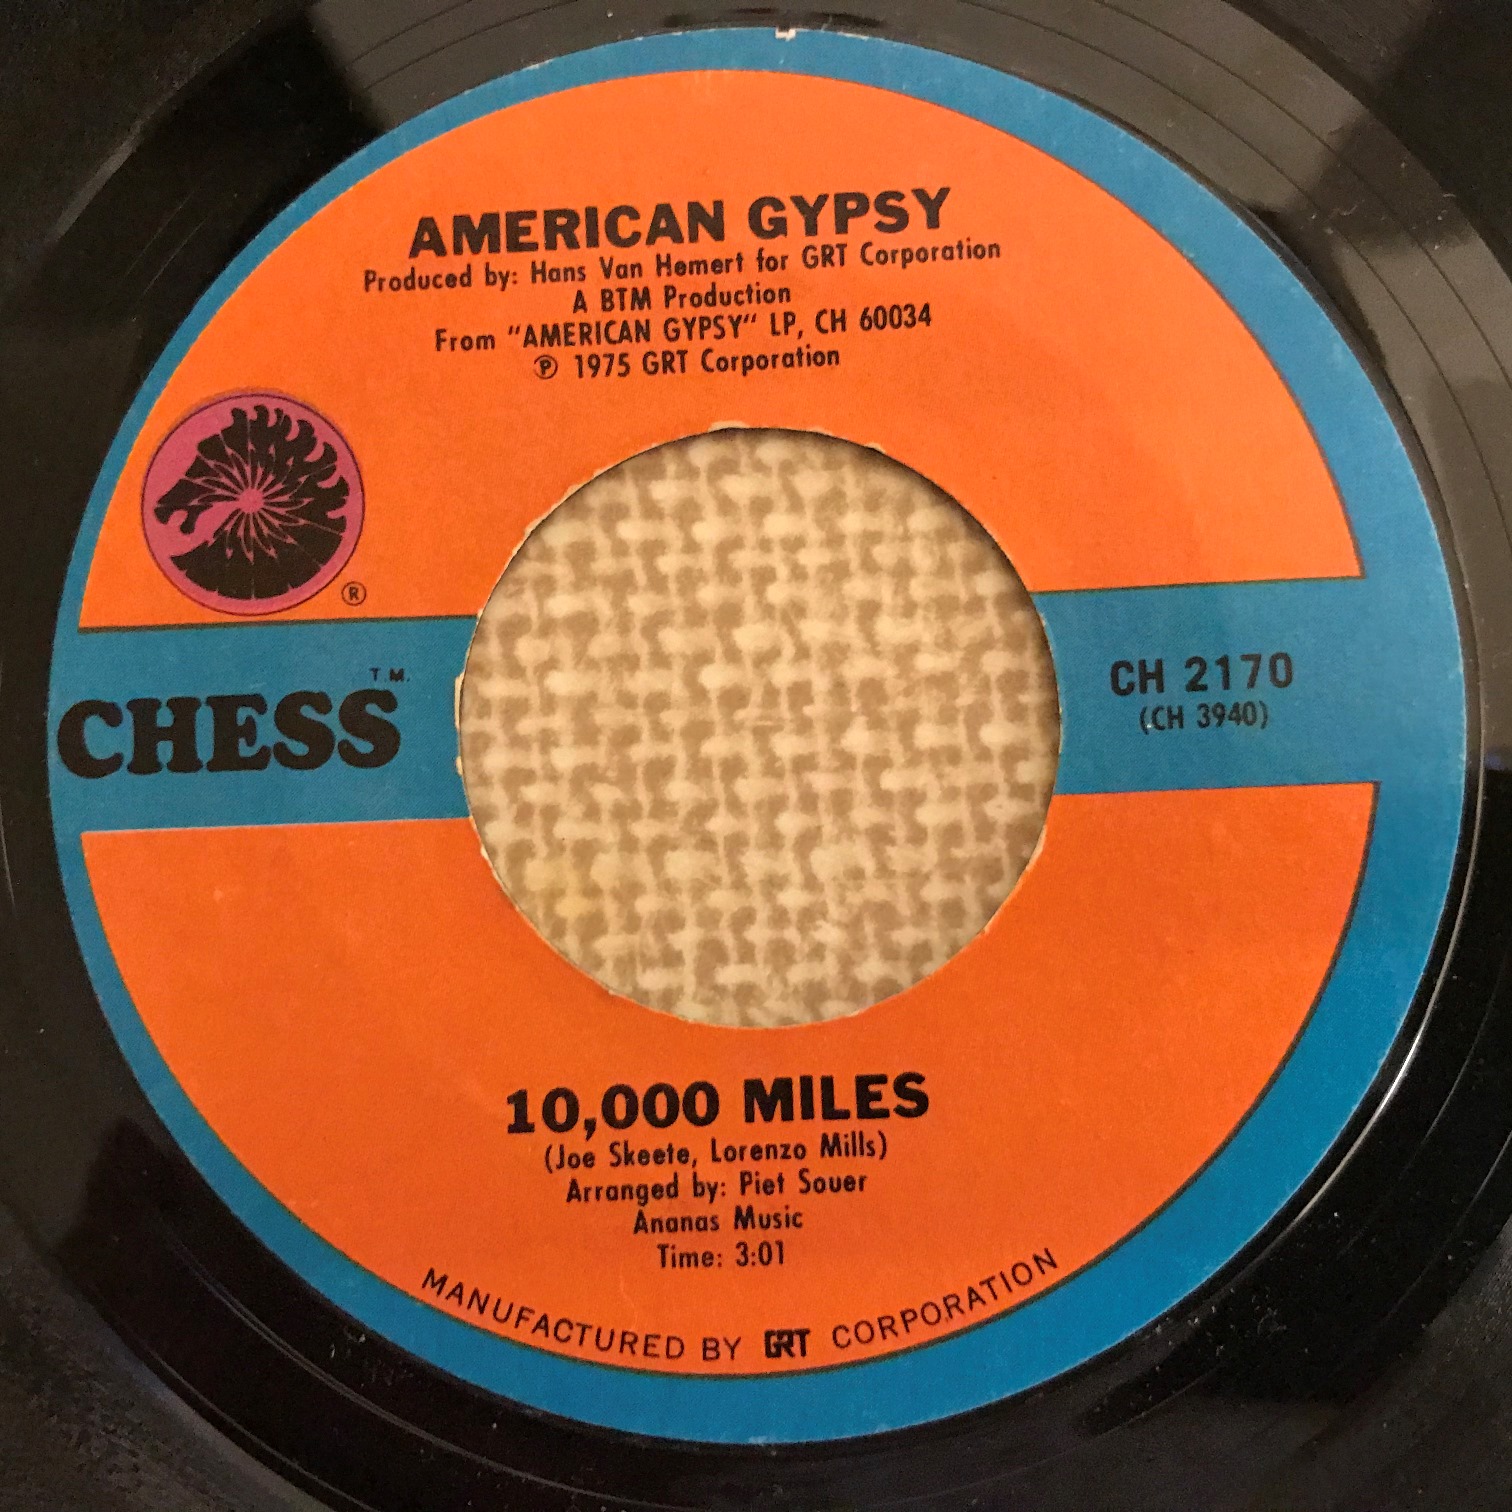 AMERICAN GYPSY
Produced by: Hans Van Hemert for GRT Corporation
A BTM Production
From "AMERICAN GYPSY" LP, CH 60034
℗ 1975 GRT Corporation
®
T.M.
CHESS
CH 2170
(CH 3940)
10,000 MILES
(Joe Skeete, Lorenzo Mills)
Arranged by: Piet Souer
Ananas Music
Time: 3:01
MANUFACTURED BY GRT CORPORATION